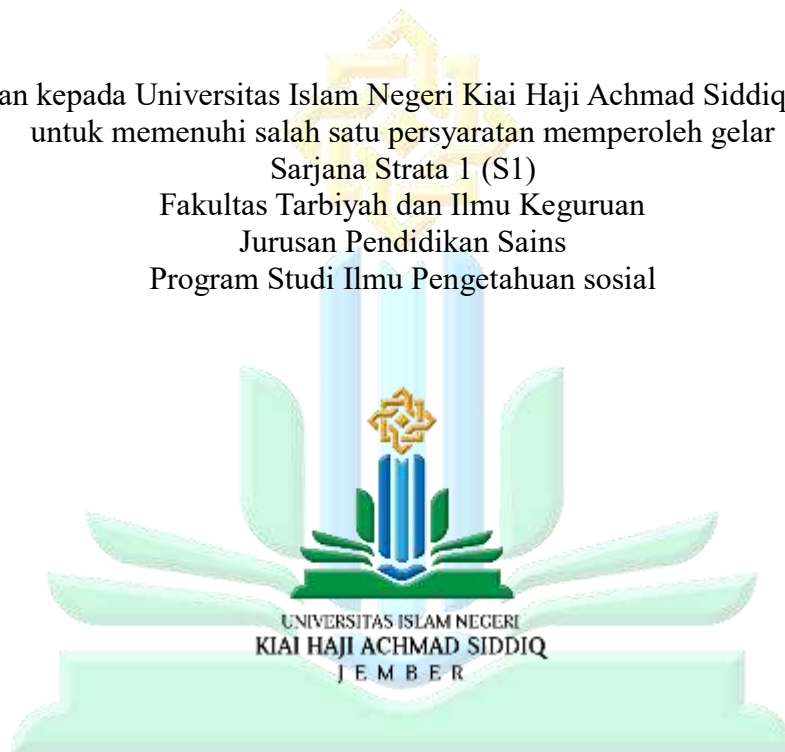 an kepada Universitas Islam Negeri Kiai Haji Achmad Siddiq
untuk memenuhi salah satu persyaratan memperoleh gelar
Sarjana Strata 1 (S1)
Fakultas Tarbiyah dan Ilmu Keguruan
Jurusan Pendidikan Sains
Program Studi Ilmu Pengetahuan sosial
UNIVERSITAS ISLAM NEGERI
KIAI HAJI ACHMAD SIDDIQ
JEMBER